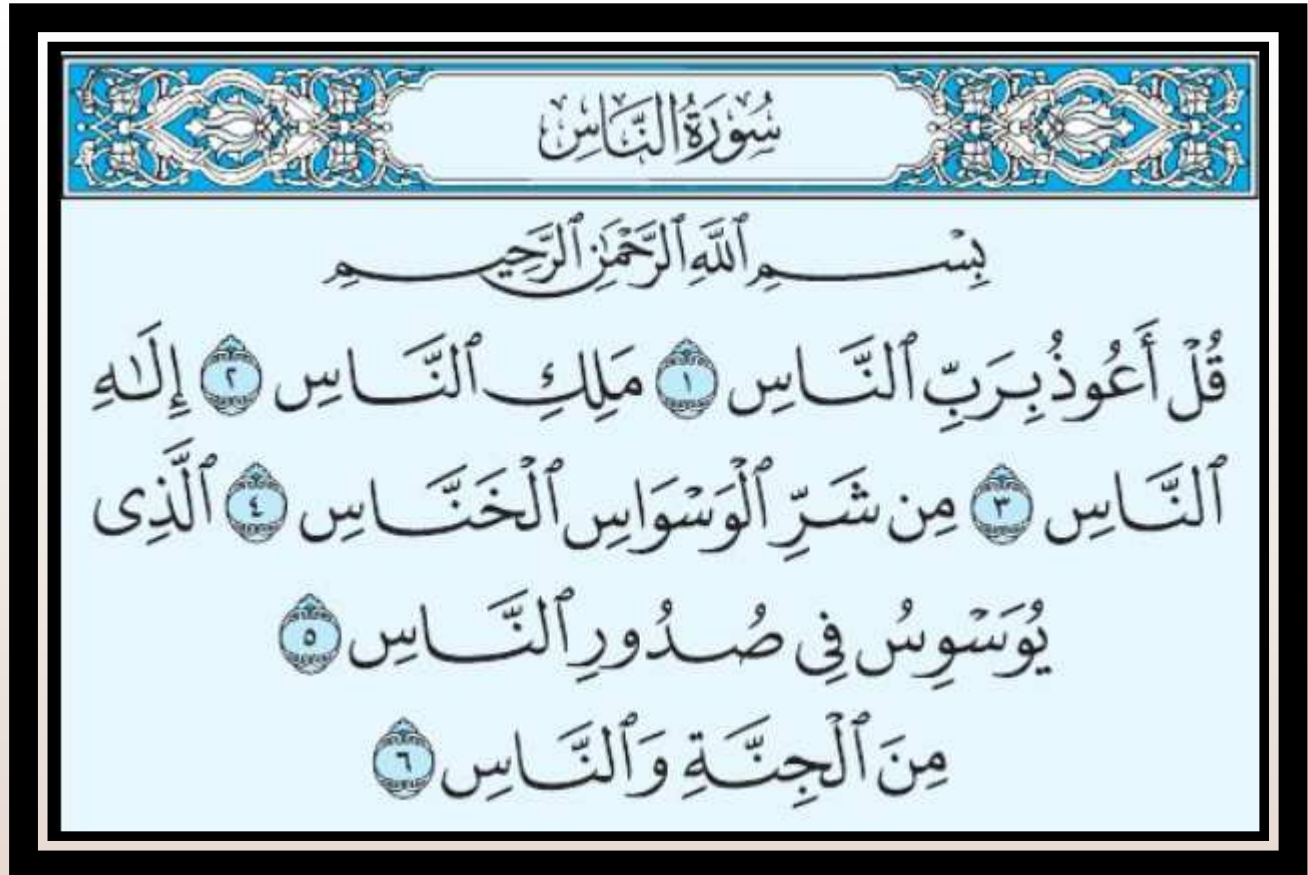 سُورَةُ النَّاسِ
بِسْمِ ٱللَّهِ ٱلرَّحْمَٰنِ ٱلرَّحِيمِ
قُلْ أَعُوذُ بِرَبِّ ٱلنَّاسِ ١ مَلِكِ ٱلنَّاسِ ٢ إِلَٰهِ
ٱلنَّاسِ ٣ مِن شَرِّ ٱلْوَسْوَاسِ ٱلْخَنَّاسِ ٤ ٱلَّذِى
يُوَسْوِسُ فِى صُدُورِ ٱلنَّاسِ ٥
مِنَ ٱلْجِنَّةِ وَٱلنَّاسِ ٦